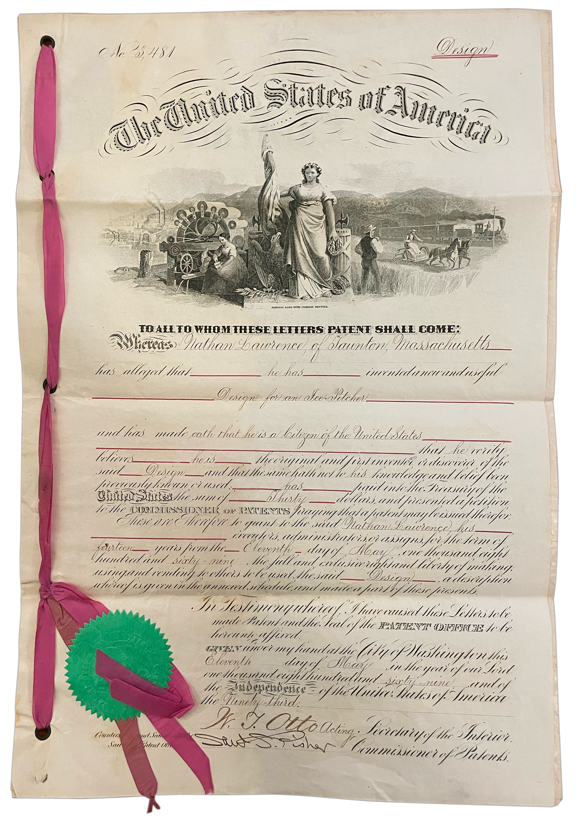 No. 3,481
Design
The United States of America
TO ALL TO WHOM THESE LETTERS PATENT SHALL COME:
Whereas Nathan Lawrence, of Taunton, Massachusetts
has alleged that he has invented a new and useful
Design for an Ice-Pitcher,
and has made oath that he is a Citizen of the United States
that he verily
believes he is the original and first inventor or discoverer of the
said Design and that the same hath not to his knowledge and belief been
previously known or used has paid into the Treasury of the
United States the sum of Thirty dollars and presented a petition
to the COMMISSIONER OF PATENTS praying that a patent may be issued therefor.
These are Therefore to grant to the said Nathan Lawrence, his
executors, administrators or assigns for the term of
fourteen years from the Eleventh day of May one thousand eight
hundred and sixty-nine the full and exclusive right and liberty of making,
using and vending to others to be used the said Design, a description
whereof is given in the annexed schedule and made a part of these presents.
In Testimony whereof, I have caused these Letters to be
made Patent and the Seal of the PATENT OFFICE to be
hereunto affixed.
GIVEN under my hand at the City of Washington this
Eleventh day of May in the year of our Lord
one thousand eight hundred and sixty-nine and of
the Independence of the United States of America
the Ninety-third.
W. T. Otto Acting Secretary of the Interior.
Saml S. Fisher
Commissioner of Patents.